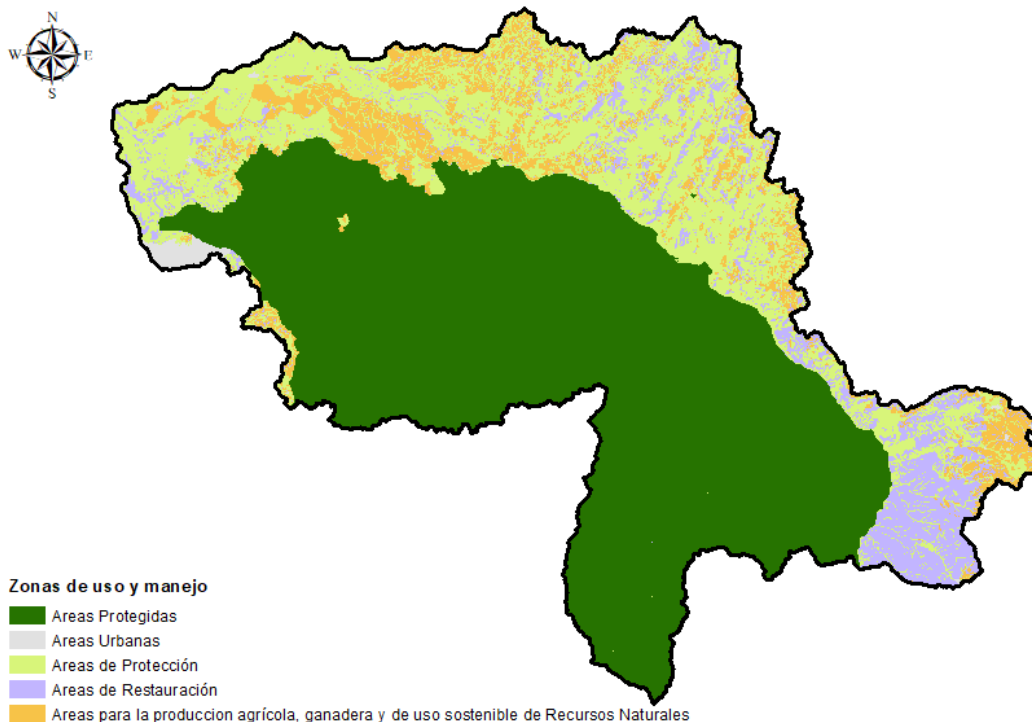 N
W E
S
Zonas de uso y manejo
Areas Protegidas
Areas Urbanas
Areas de Protección
Areas de Restauración
Areas para la produccion agrícola, ganadera y de uso sostenible de Recursos Naturales